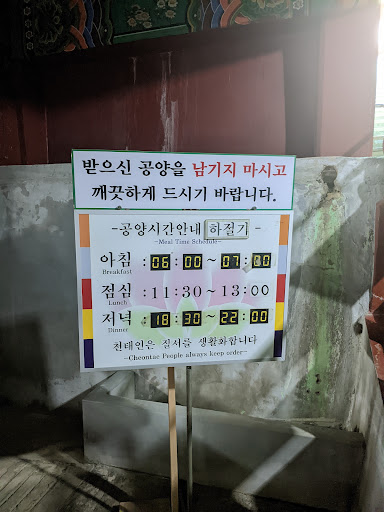 받으신 공양을 남기지 마시고
깨끗하게 드시기 바랍니다.
-공양시간안내 하절기 -
-Meal Time Schedule-
아침 : 06:00~07:00
Breakfast
점심 : 11:30~13:00
Lunch
저녁 : 18:30~22:00
Dinner
천태인은 질서를 생활화합니다
-Cheontae People always keep order-